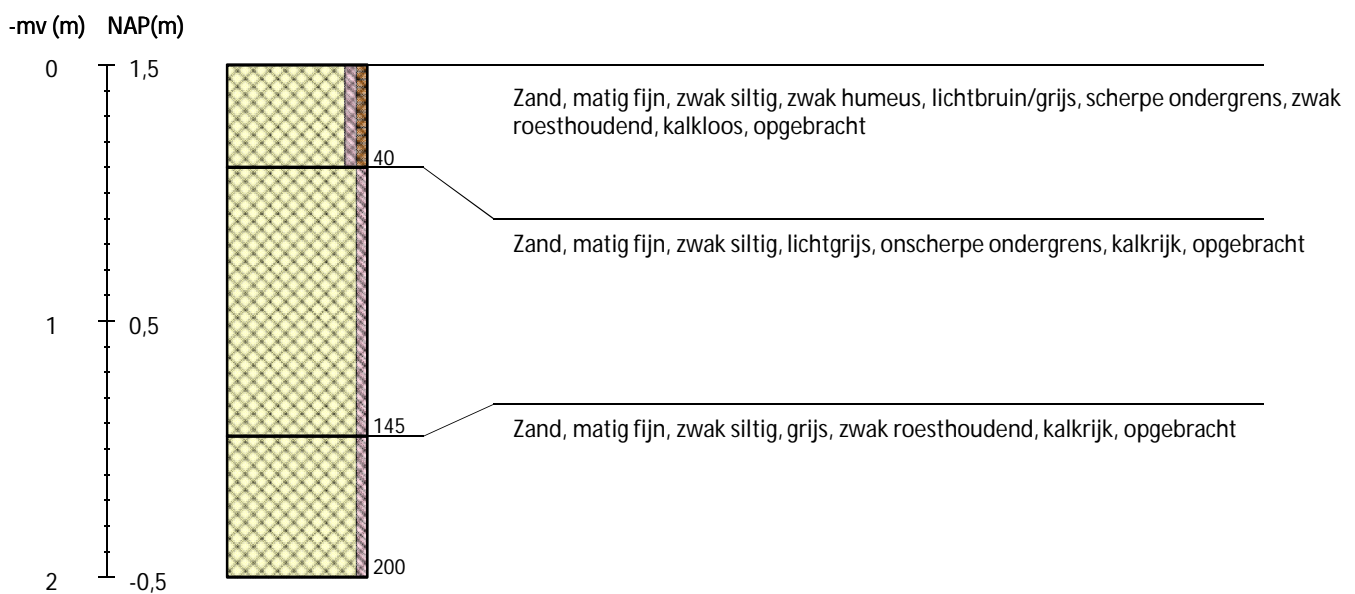 -mv (m) NAP(m)
0 1,5
Zand, matig fijn, zwak siltig, zwak humeus, lichtbruin/grijs, scherpe ondergrens, zwak
roesthoudend, kalkloos, opgebracht
40
Zand, matig fijn, zwak siltig, lichtgrijs, onscherpe ondergrens, kalkrijk, opgebracht
1 0,5
145
Zand, matig fijn, zwak siltig, grijs, zwak roesthoudend, kalkrijk, opgebracht
200
2 -0,5